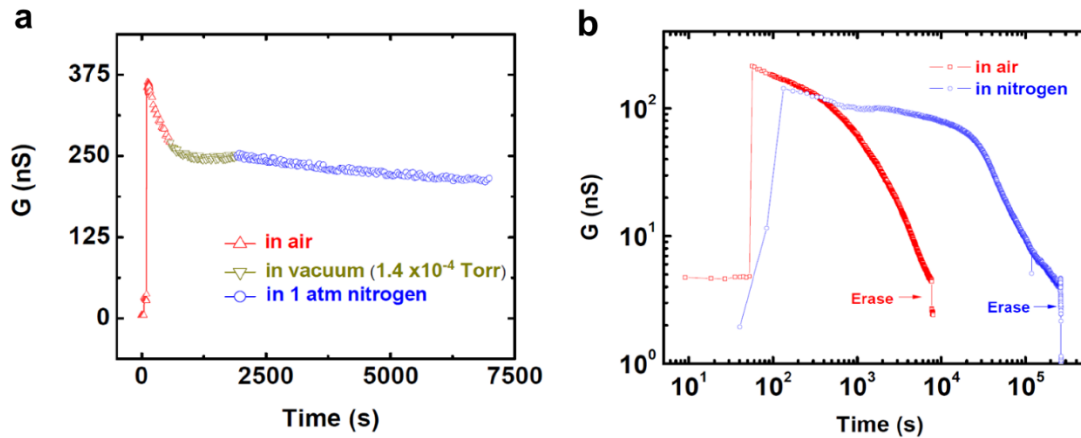 a
G (nS)
375
250
125
0
in air
in vacuum (1.4 x10⁻⁴ Torr)
in 1 atm nitrogen
0 2500 5000 7500
Time (s)
b
G (nS)
10²
10¹
10⁰
in air
in nitrogen
Erase
Erase
10¹ 10² 10³ 10⁴ 10⁵
Time (s)